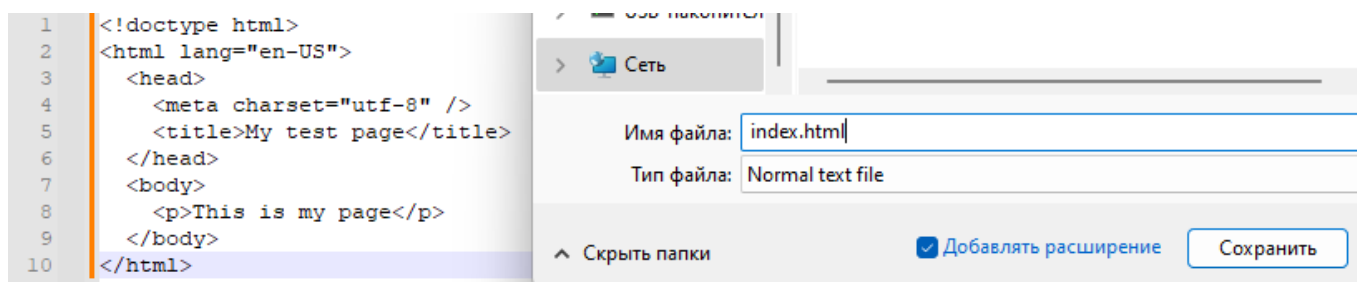 1 <!doctype html>
2 <html lang="en-US">
3 <head>
4 <meta charset="utf-8" />
5 <title>My test page</title>
6 </head>
7 <body>
8 <p>This is my page</p>
9 </body>
10 </html>
Сеть
Имя файла: index.html
Тип файла: Normal text file
Скрыть папки
Добавлять расширение
Сохранить